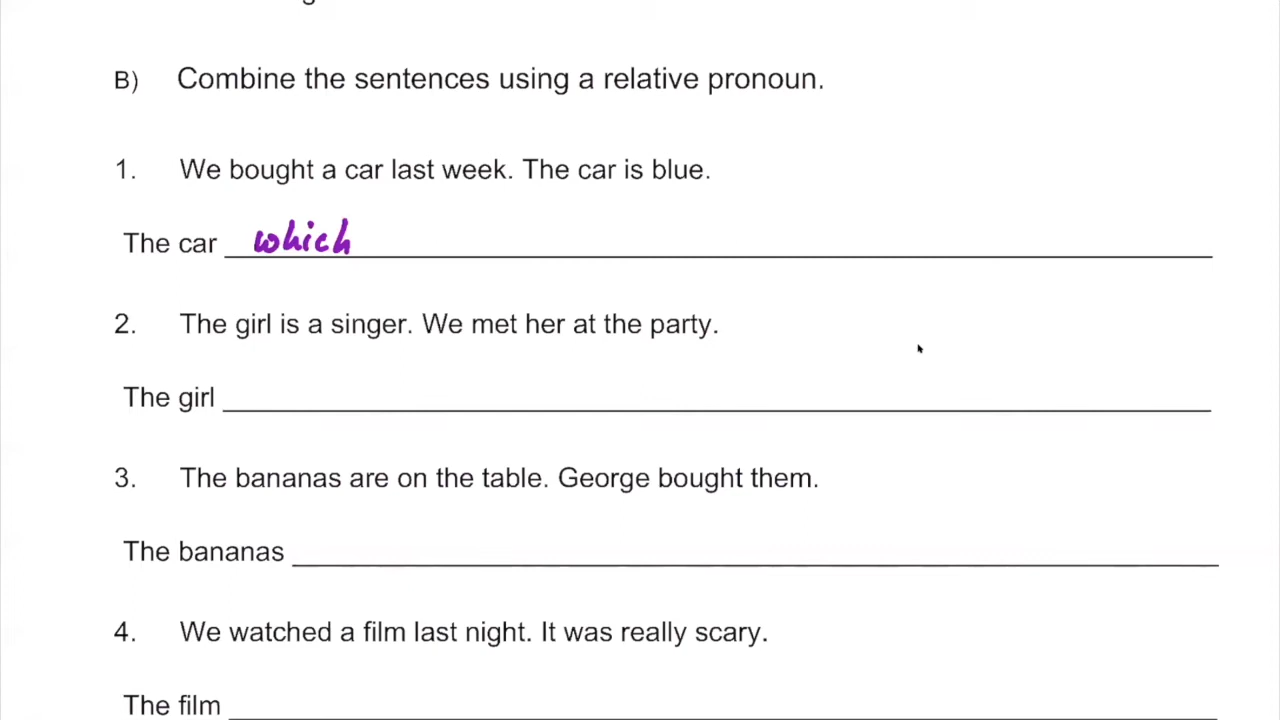 B) Combine the sentences using a relative pronoun.
1. We bought a car last week. The car is blue.
The car which
2. The girl is a singer. We met her at the party.
The girl
3. The bananas are on the table. George bought them.
The bananas
4. We watched a film last night. It was really scary.
The film